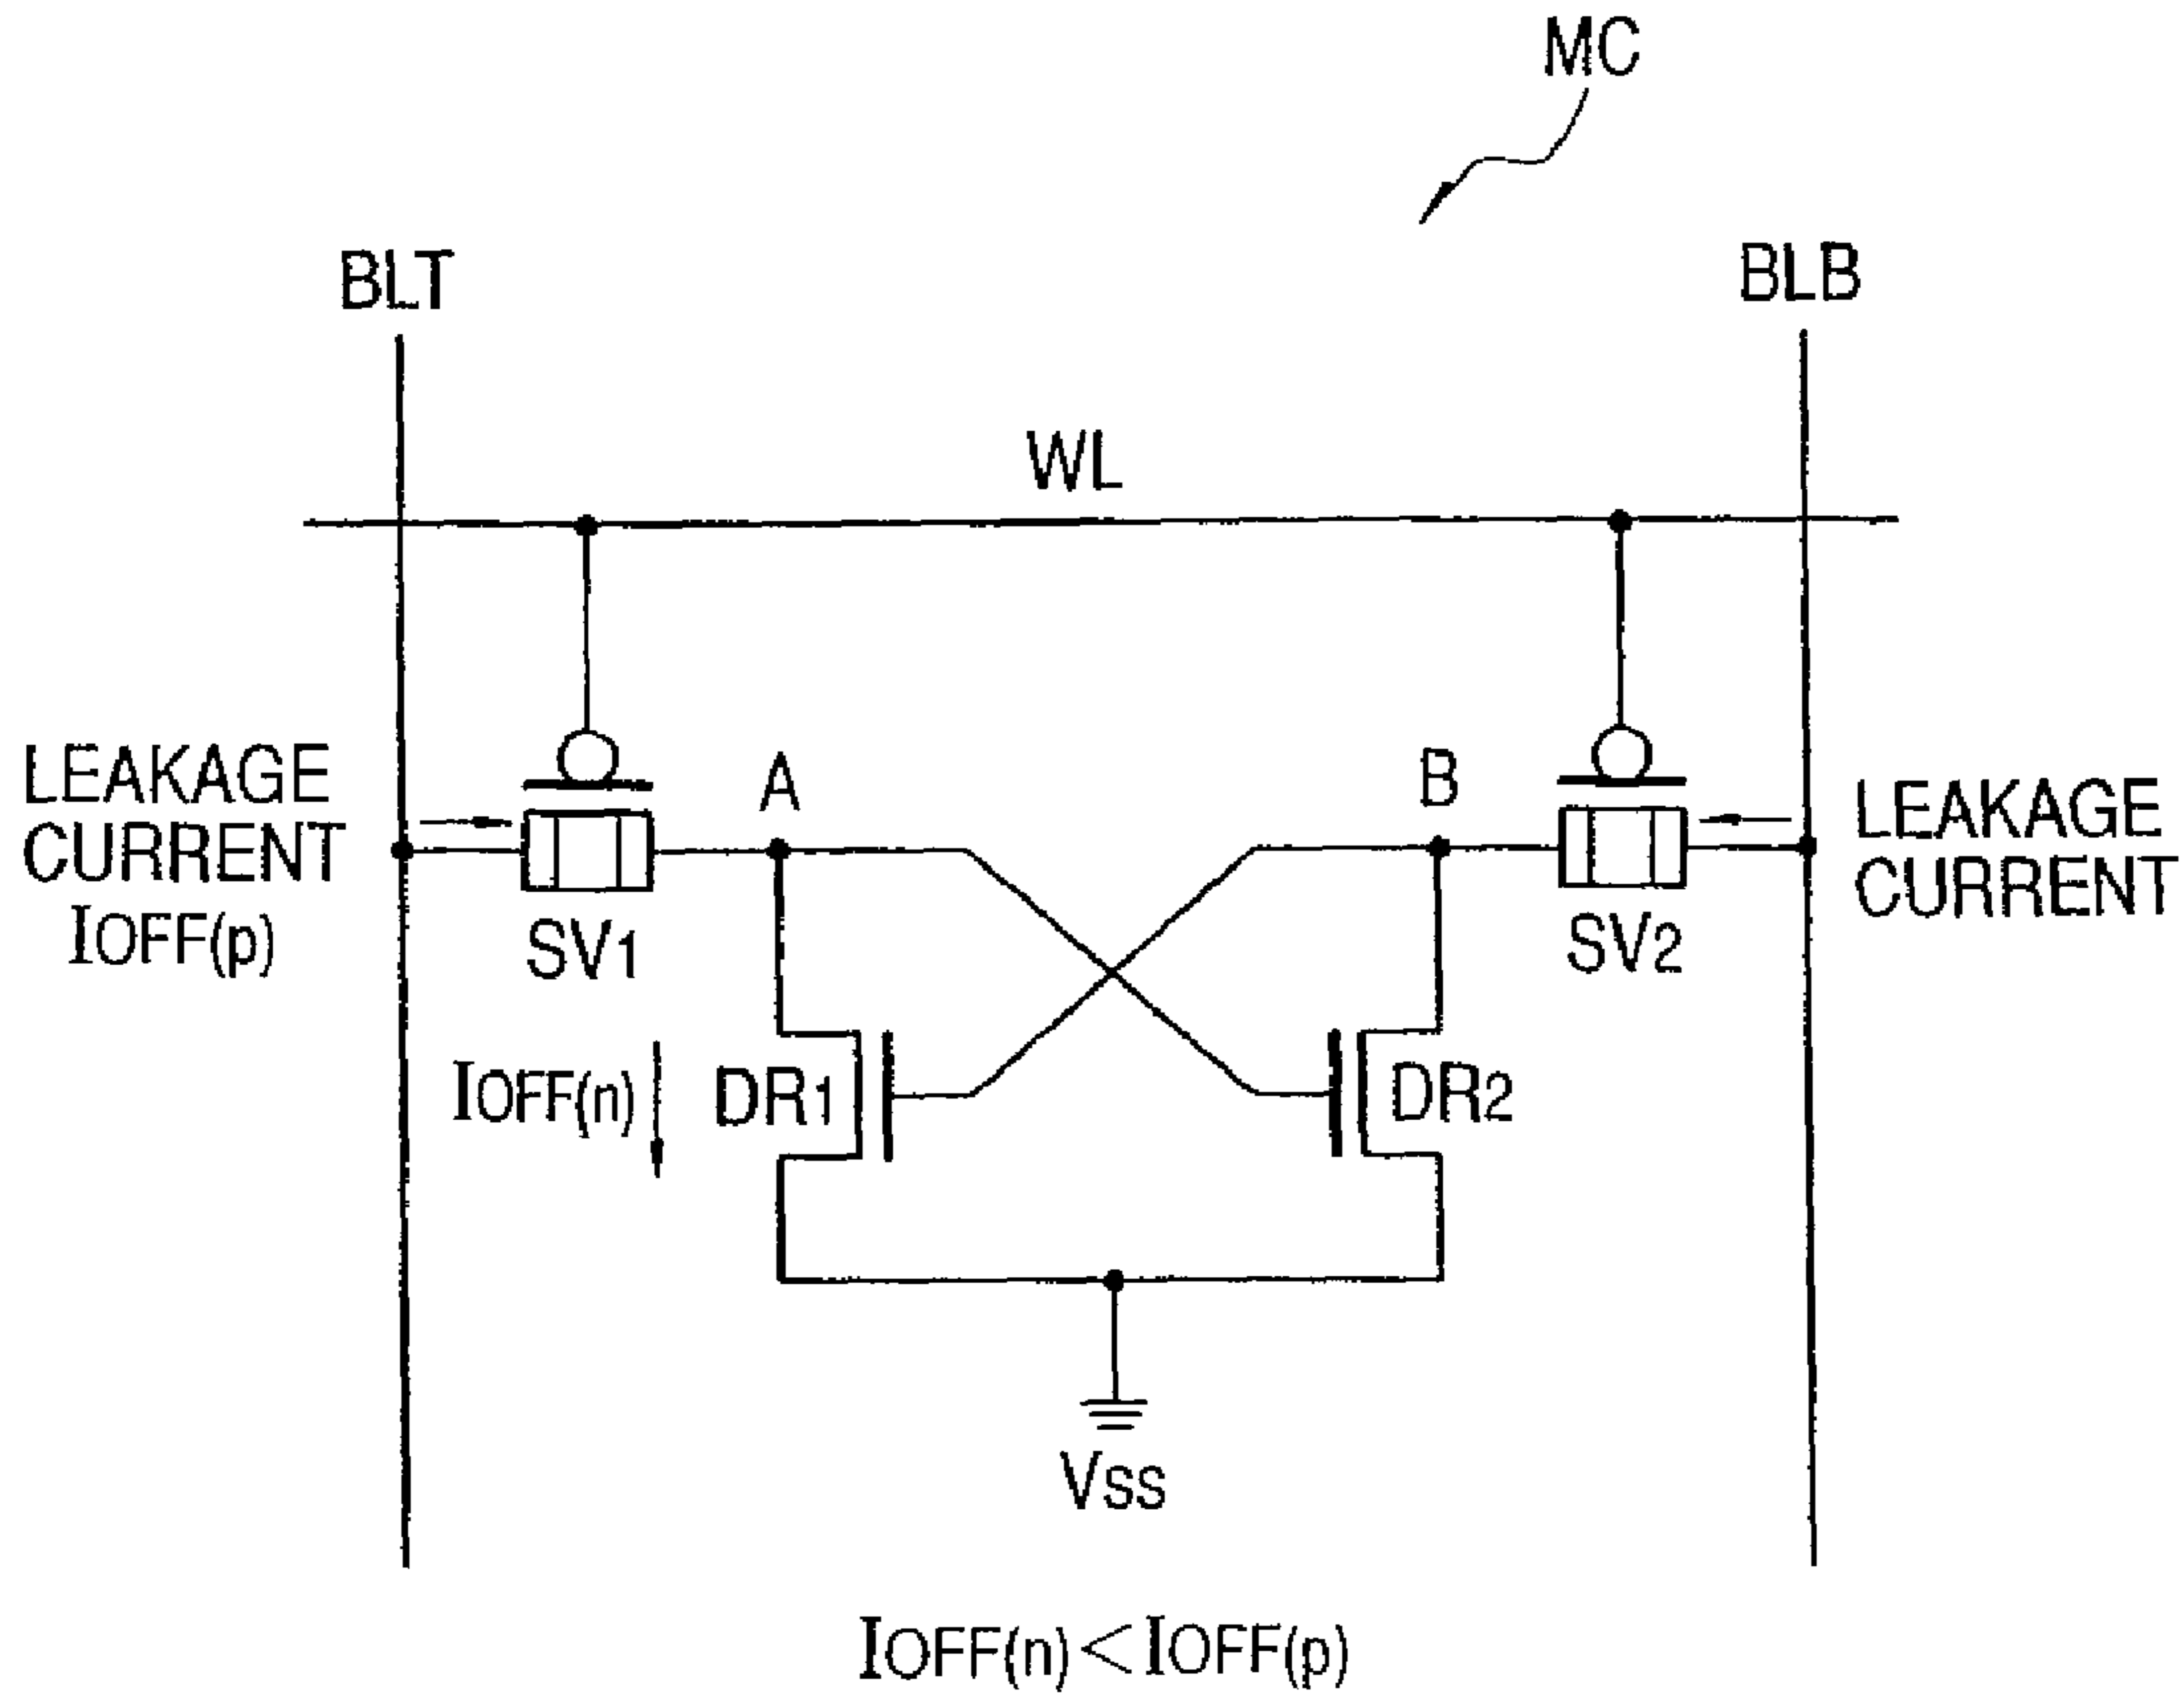 MC
BLT
BLB
WL
LEAKAGE
CURRENT
IOFF(p)
A
B
LEAKAGE
CURRENT
SV1
SV2
IOFF(n)
DR1
DR2
VSS
IOFF(n)<IOFF(p)